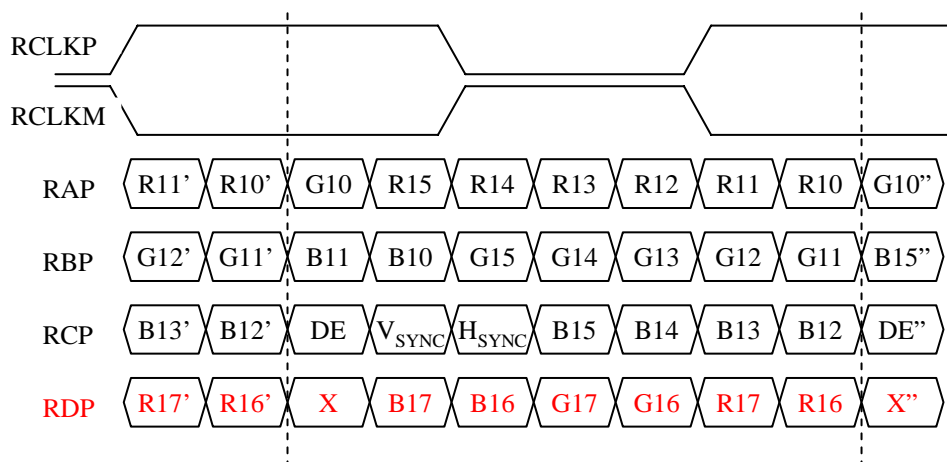 RCLKP
RCLKM
RAP R11’ R10’ G10 R15 R14 R13 R12 R11 R10 G10”
RBP G12’ G11’ B11 B10 G15 G14 G13 G12 G11 B15”
RCP B13’ B12’ DE VSYNC HSYNC B15 B14 B13 B12 DE”
RDP R17’ R16’ X B17 B16 G17 G16 R17 R16 X”